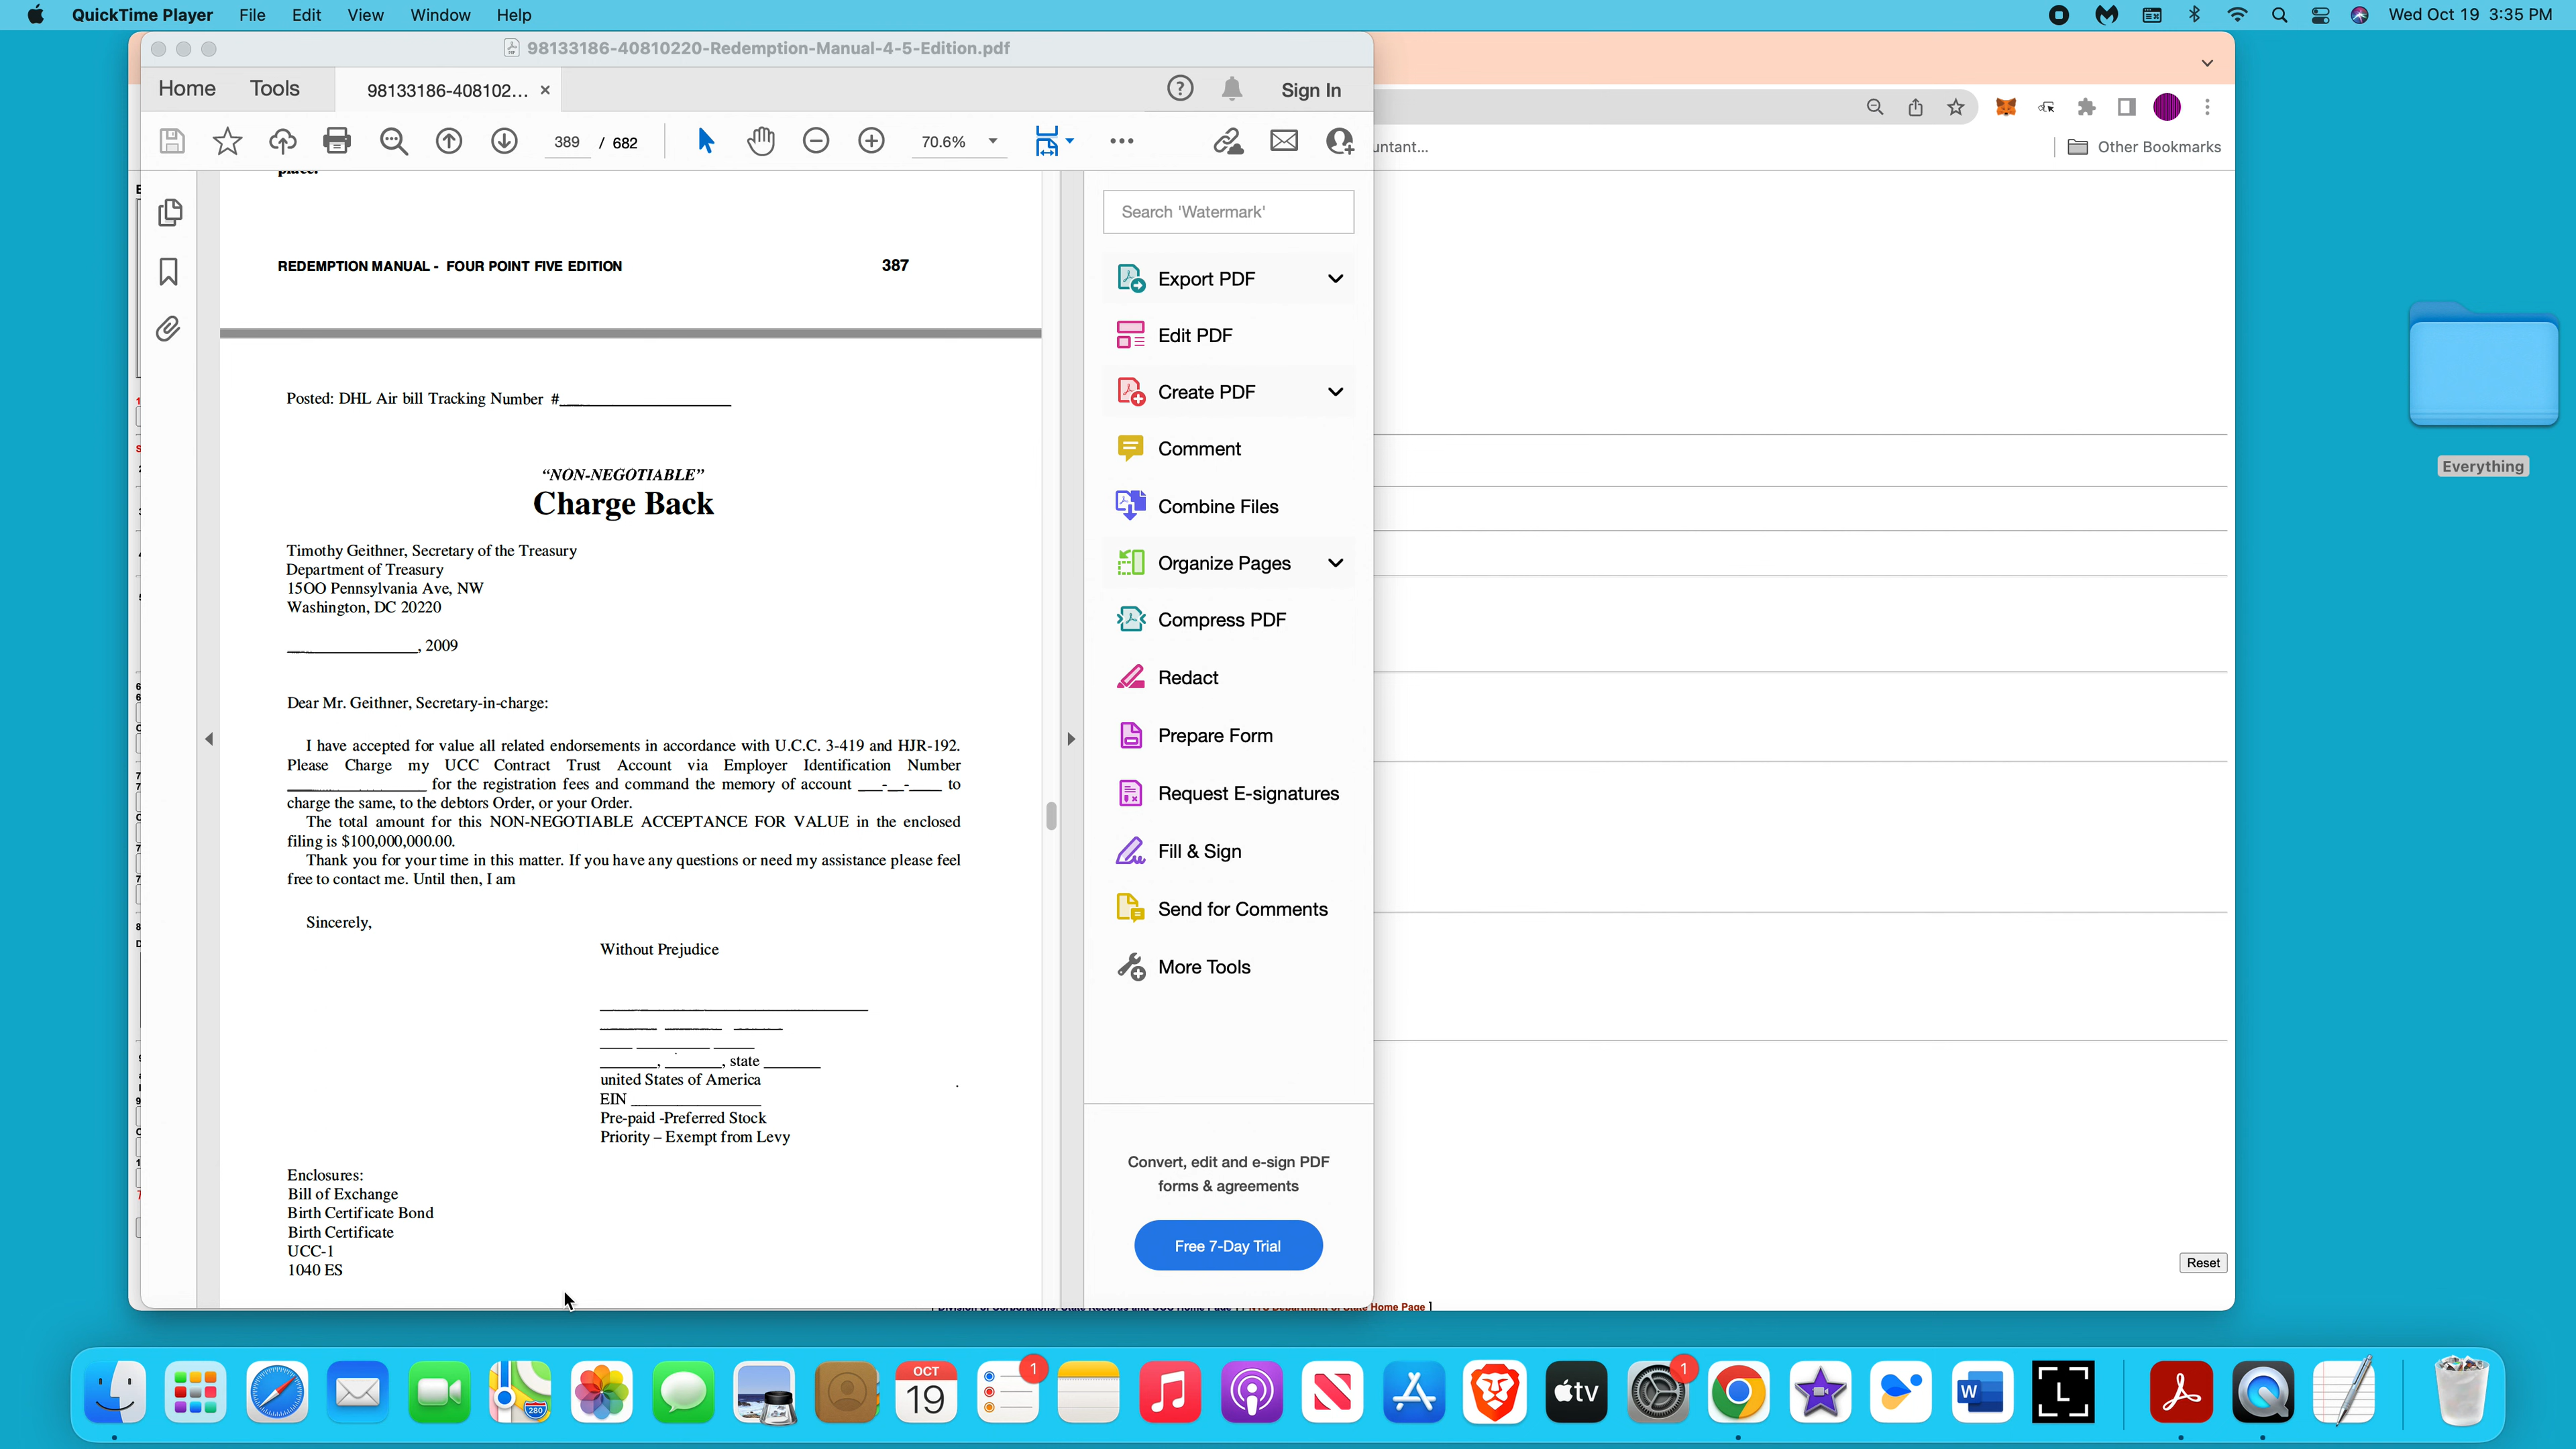 QuickTime Player File Edit View Window Help
Wed Oct 19 3:35 PM
98133186-40810220-Redemption-Manual-4-5-Edition.pdf
Home Tools 98133186-408102... ×
? Sign In
389 / 682 70.6%
untant...
Other Bookmarks
REDEMPTION MANUAL - FOUR POINT FIVE EDITION 387
Posted: DHL Air bill Tracking Number #
“NON-NEGOTIABLE”
Charge Back
Timothy Geithner, Secretary of the Treasury
Department of Treasury
1500 Pennsylvania Ave, NW
Washington, DC 20220
, 2009
Dear Mr. Geithner, Secretary-in-charge:
I have accepted for value all related endorsements in accordance with U.C.C. 3-419 and HJR-192.
Please Charge my UCC Contract Trust Account via Employer Identification Number
for the registration fees and command the memory of account ___-__-____ to
charge the same, to the debtors Order, or your Order.
The total amount for this NON-NEGOTIABLE ACCEPTANCE FOR VALUE in the enclosed
filing is $100,000,000.00.
Thank you for your time in this matter. If you have any questions or need my assistance please feel
free to contact me. Until then, I am
Sincerely,
Without Prejudice
, , state
united States of America
EIN
Pre-paid -Preferred Stock
Priority – Exempt from Levy
Enclosures:
Bill of Exchange
Birth Certificate Bond
Birth Certificate
UCC-1
1040 ES
Search 'Watermark'
Export PDF
Edit PDF
Create PDF
Comment
Combine Files
Organize Pages
Compress PDF
Redact
Prepare Form
Request E-signatures
Fill & Sign
Send for Comments
More Tools
Convert, edit and e-sign PDF
forms & agreements
Free 7-Day Trial
Reset
Home Page ]
Everything
OCT
19
1
280
tv
1
W
L